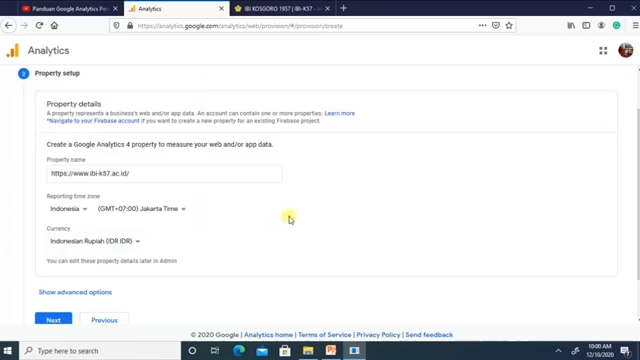 Panduan Google Analytics Pen
Analytics
IBI KOSGORO 1957 | IBI-K57
https://analytics.google.com/analytics/web/provision/#/provision/create
Analytics
2 Property setup
Property details
A property represents a business's web and/or app data. An account can contain one or more properties. Learn more
*Navigate to your Firebase account if you want to create a new property for an existing Firebase project.
Create a Google Analytics 4 property to measure your web and/or app data.
Property name
https://www.ibi-k57.ac.id/
Reporting time zone
Indonesia (GMT+07:00) Jakarta Time
Currency
Indonesian Rupiah (IDR IDR)
You can edit these property details later in Admin
Show advanced options
Next Previous
© 2020 Google | Analytics home | Terms of Service | Privacy Policy | Send feedback
Type here to search
10:00 AM
12/10/2020